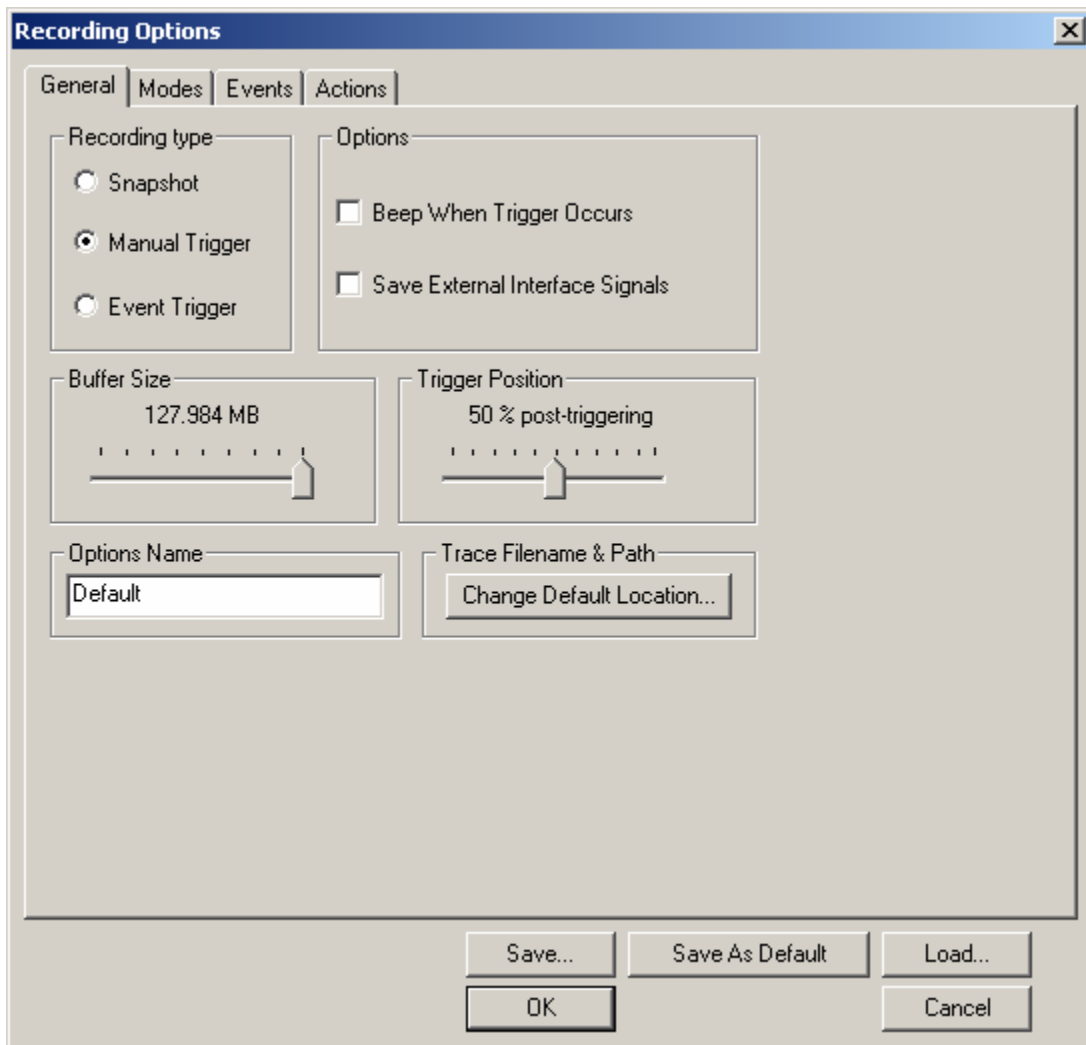 Recording Options
General Modes Events Actions
Recording type
Snapshot
Manual Trigger
Event Trigger
Options
Beep When Trigger Occurs
Save External Interface Signals
Buffer Size
127.984 MB
Trigger Position
50 % post-triggering
Options Name
Default
Trace Filename & Path
Change Default Location...
Save... Save As Default Load...
OK Cancel